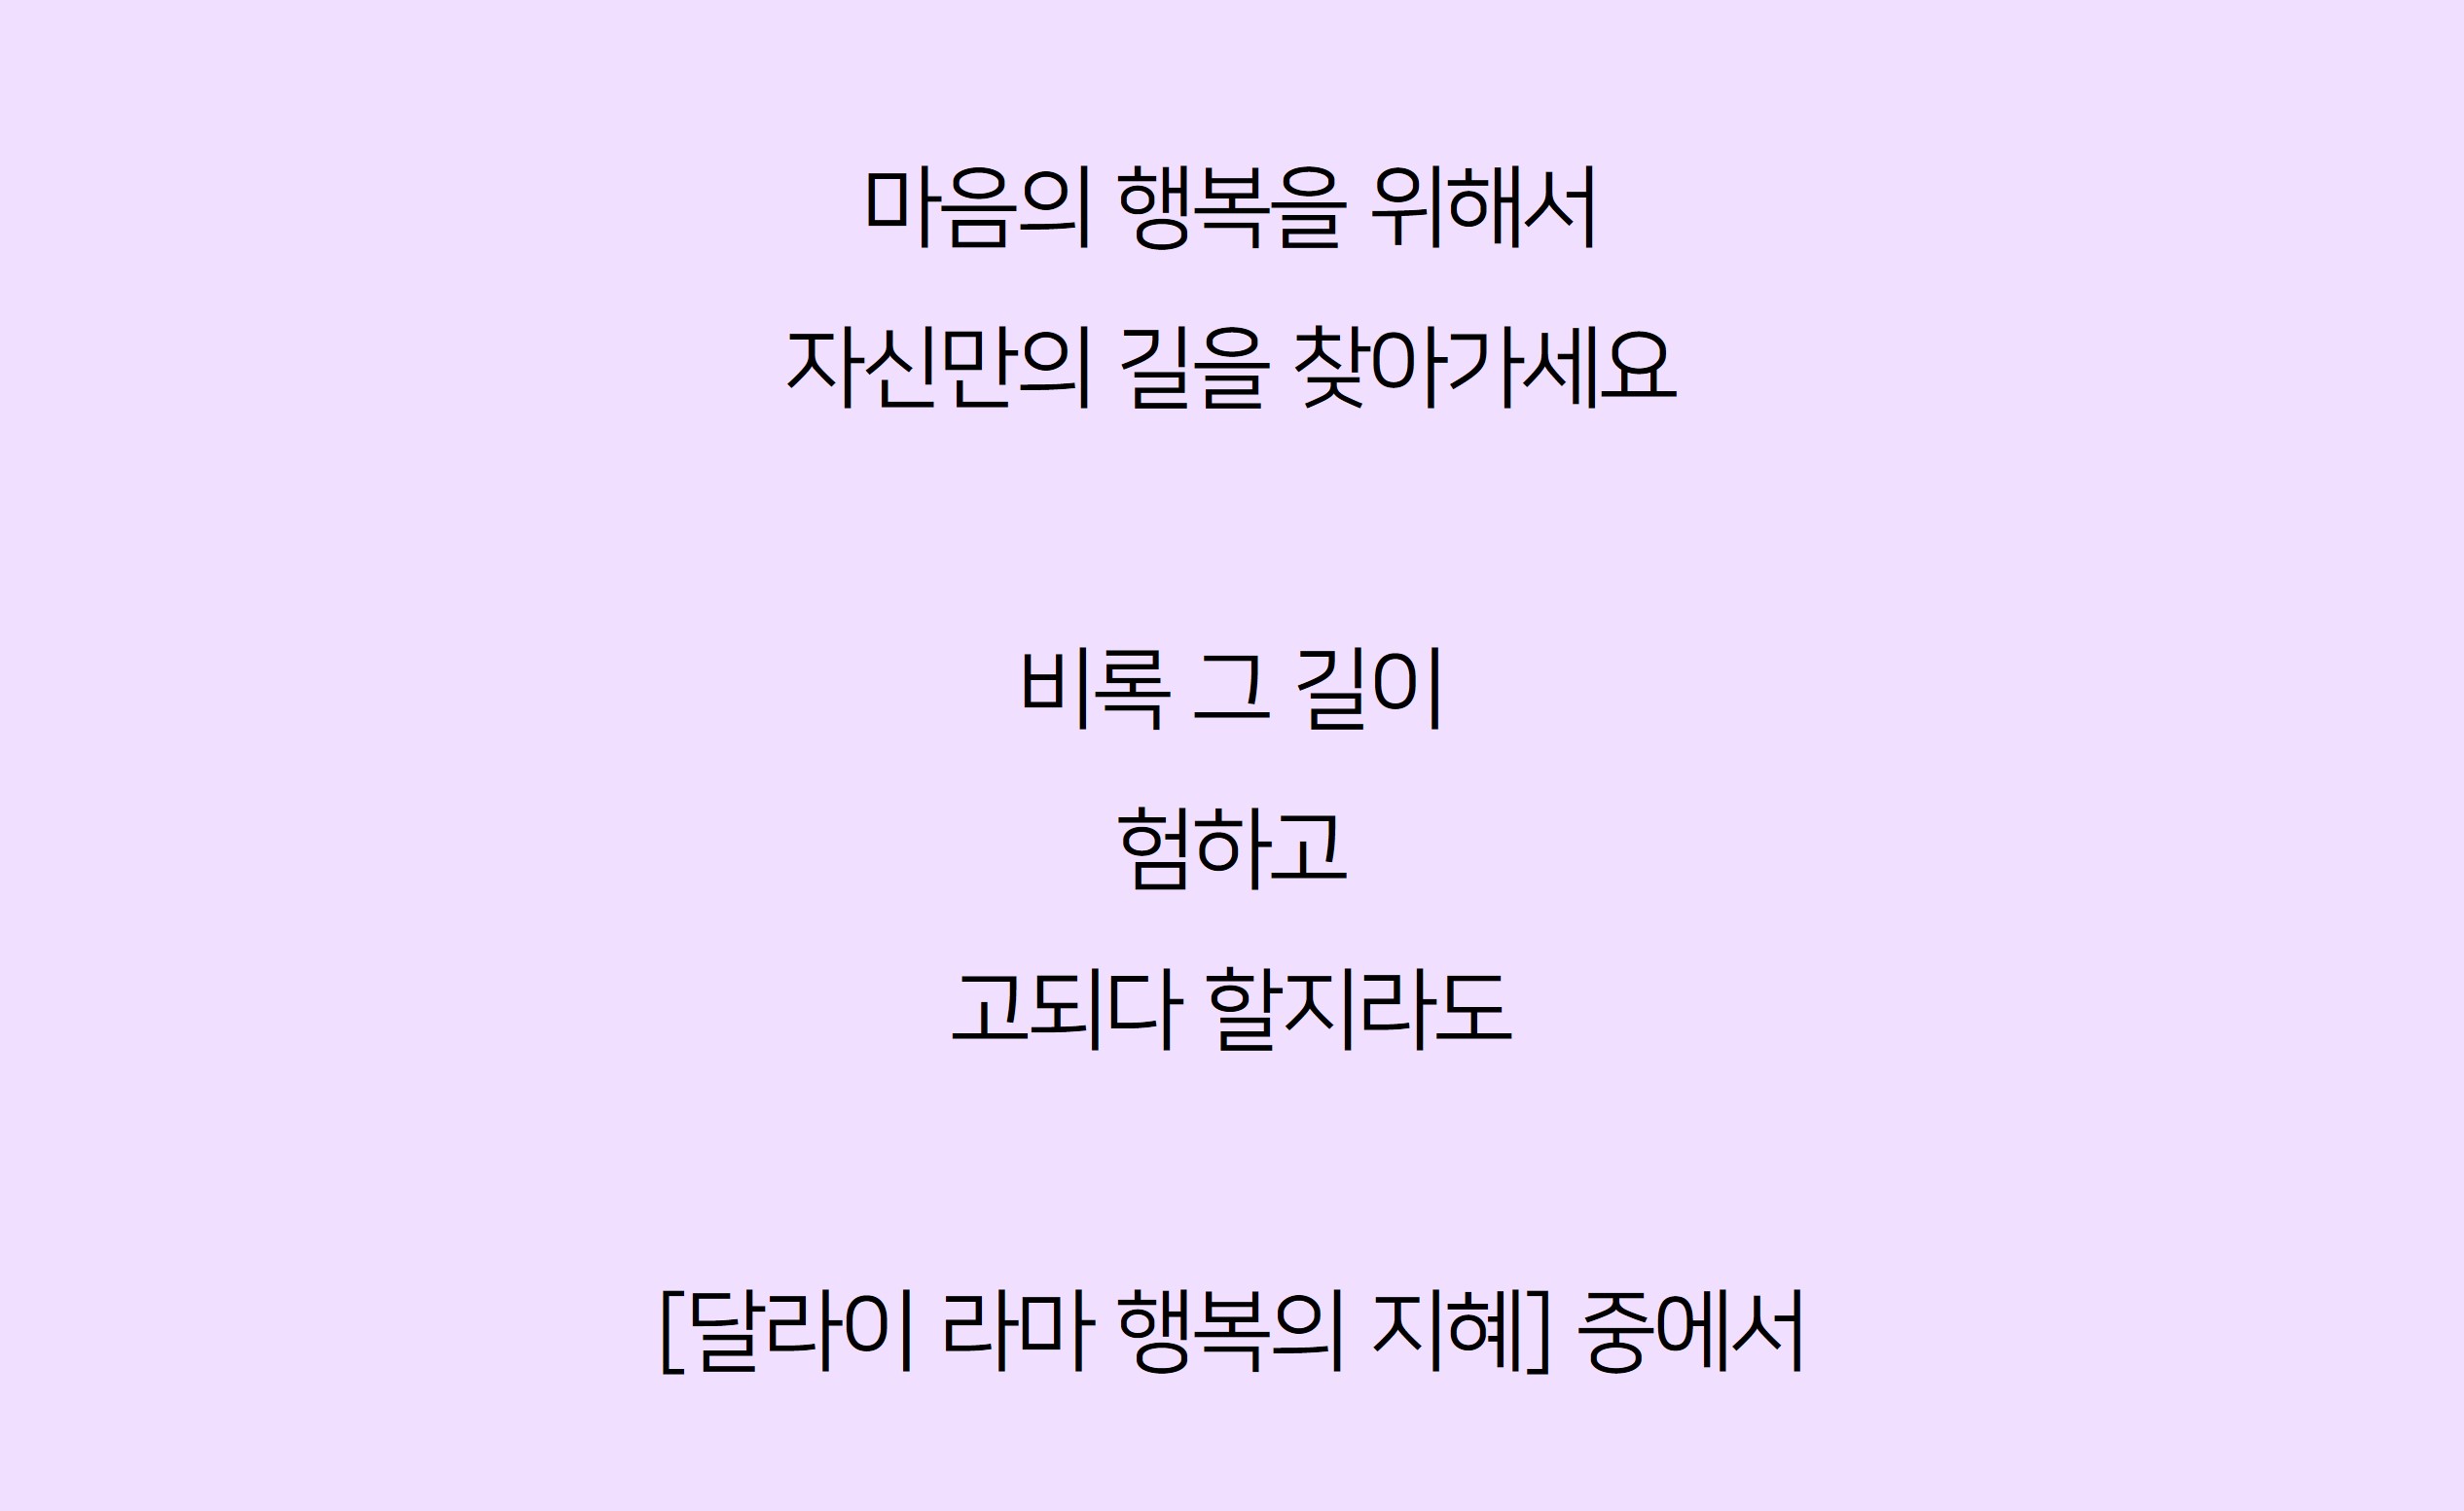 마음의 행복을 위해서
자신만의 길을 찾아가세요
비록 그 길이
험하고
고되다 할지라도
[달라이 라마 행복의 지혜] 중에서